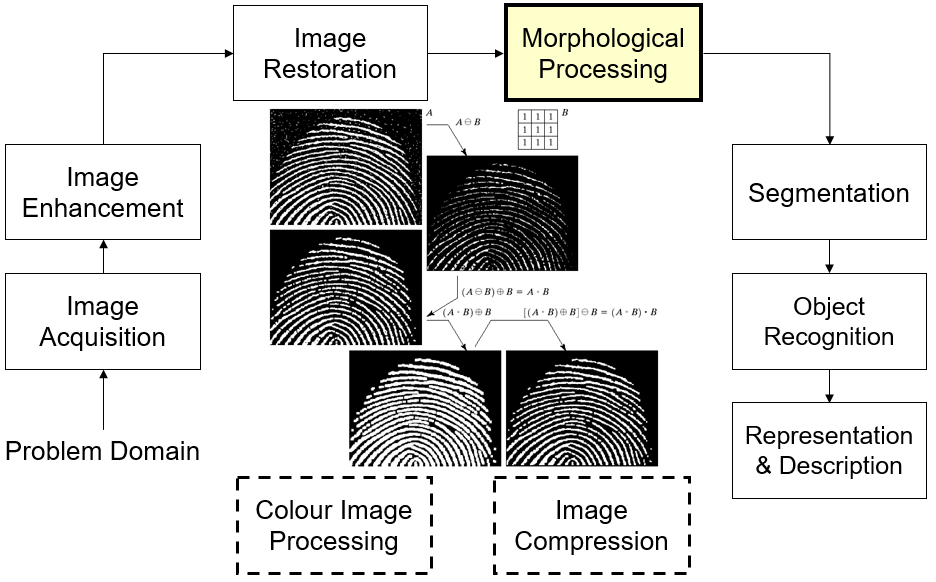 Image
Restoration
Morphological
Processing
A
A ⊖ B
1 1 1
1 1 1
1 1 1
B
Image
Enhancement
Segmentation
Image
Acquisition
(A ⊖ B) ⊕ B = A ∘ B
(A ∘ B) ⊕ B
[(A ∘ B) ⊕ B] ⊖ B = (A ∘ B) • B
Object
Recognition
Problem Domain
Representation
& Description
Colour Image
Processing
Image
Compression